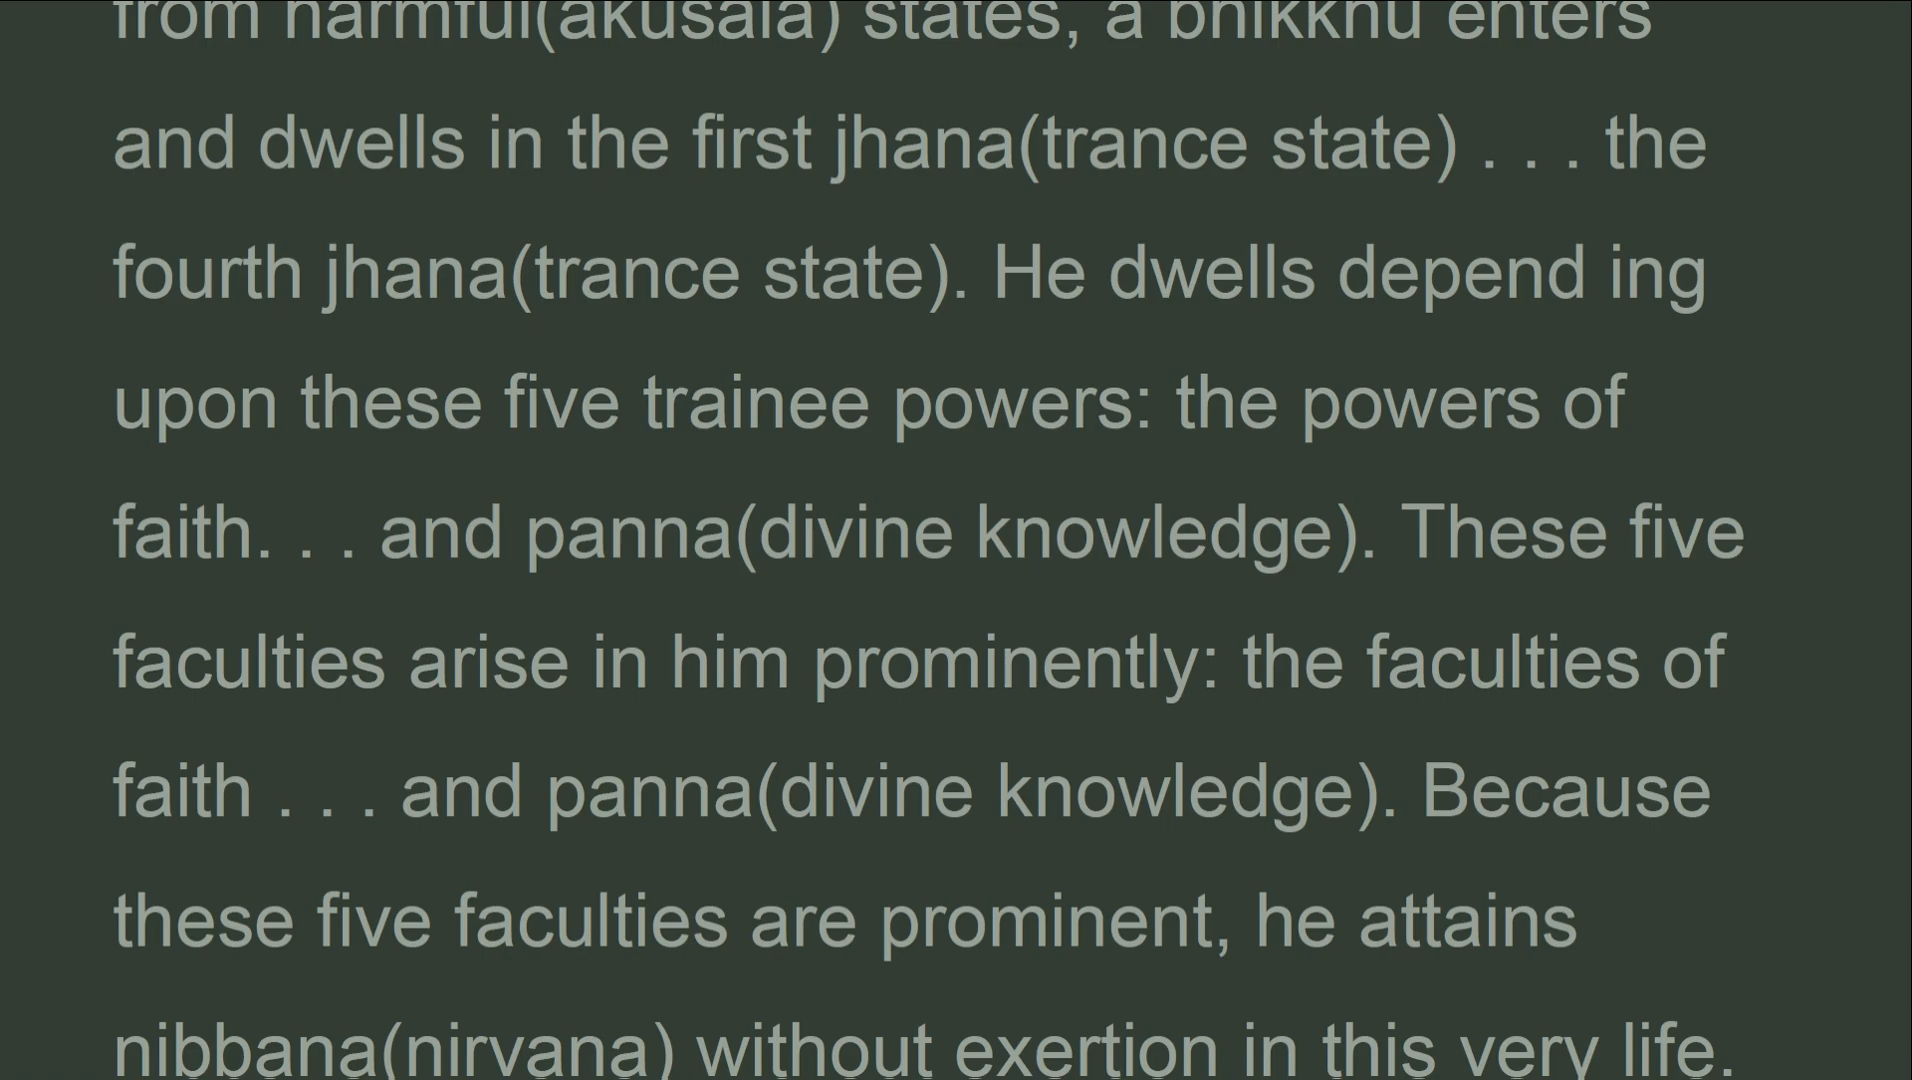 from harmful(akusala) states, a bhikkhu enters
and dwells in the first jhana(trance state) . . . the
fourth jhana(trance state). He dwells depend ing
upon these five trainee powers: the powers of
faith. . . and panna(divine knowledge). These five
faculties arise in him prominently: the faculties of
faith . . . and panna(divine knowledge). Because
these five faculties are prominent, he attains
nibbana(nirvana) without exertion in this very life.